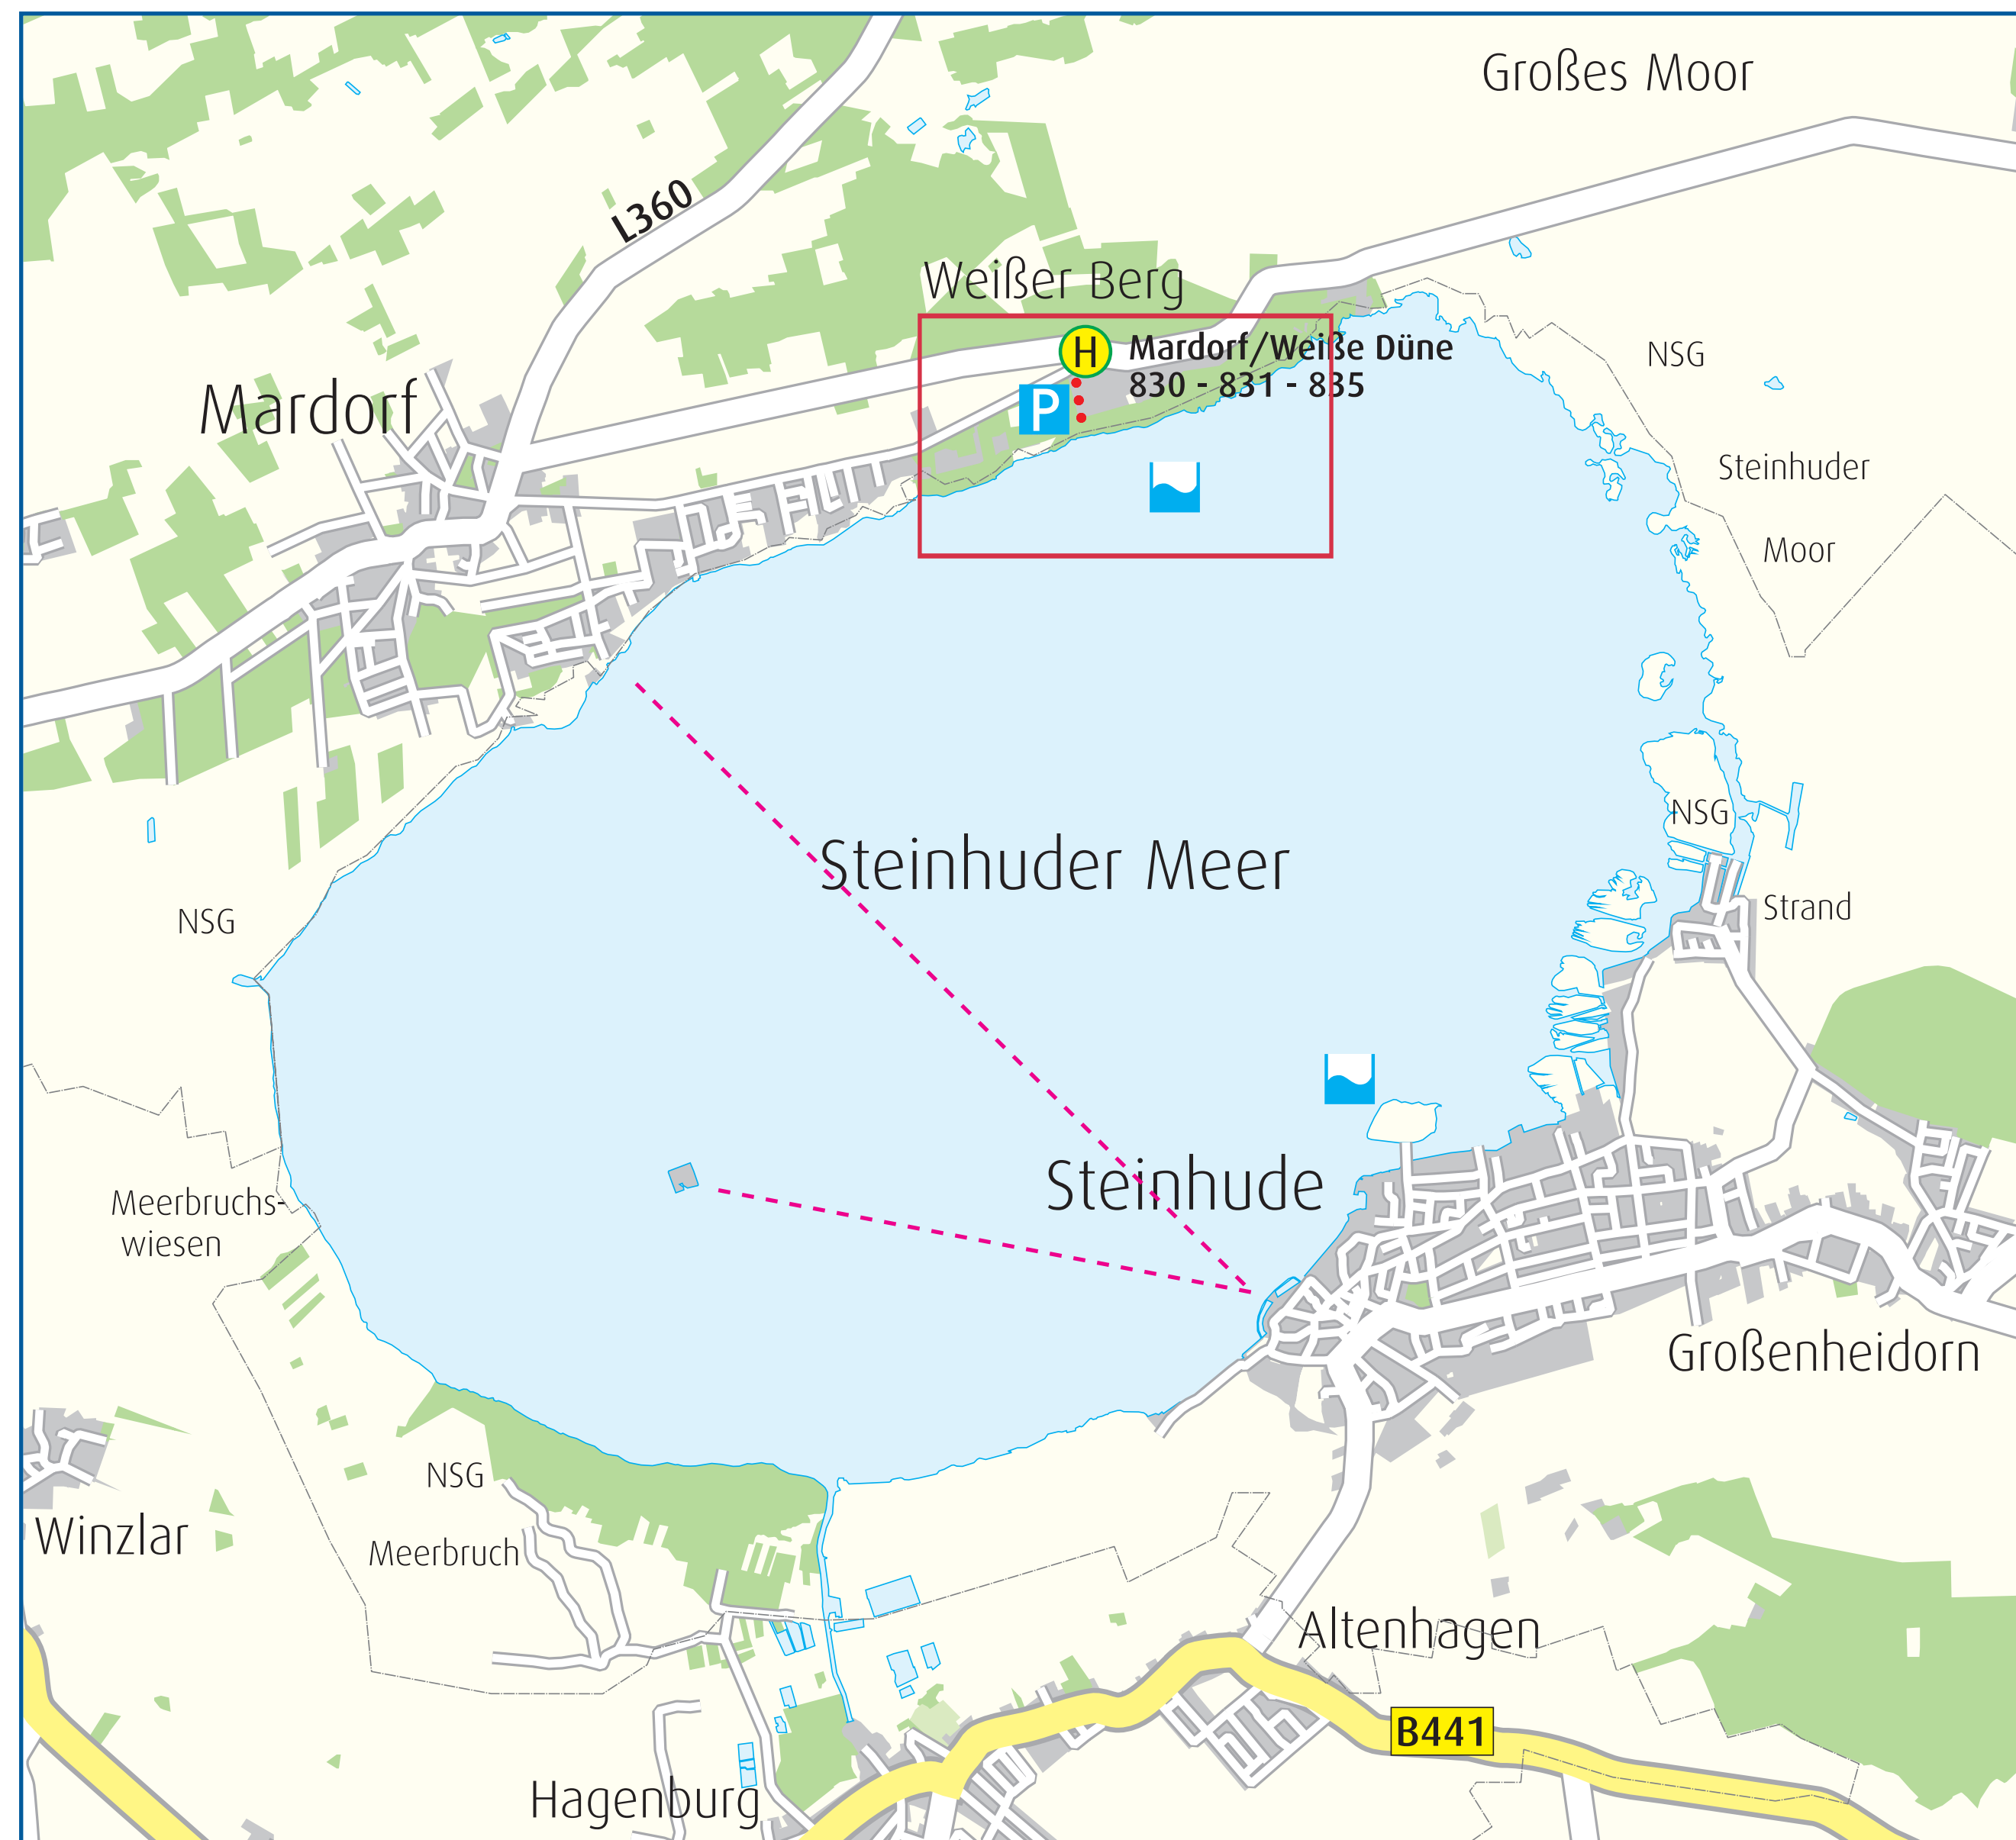 Großes Moor
L360
Weißer Berg
H
Mardorf/Weiße Düne
830 - 831 - 835
NSG
Mardorf
P
Steinhuder
Moor
NSG
Steinhuder Meer
NSG
Strand
Steinhude
Meerbruchs-
wiesen
Großenheidorn
NSG
Winzlar
Meerbruch
Altenhagen
B441
Hagenburg